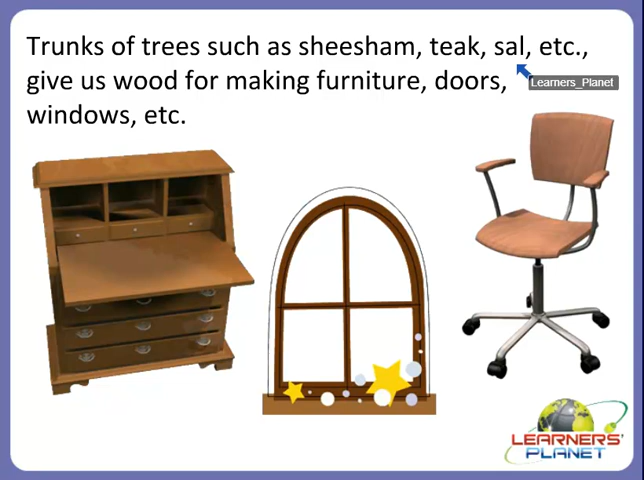 Trunks of trees such as sheesham, teak, sal, etc.,
give us wood for making furniture, doors,
Learners_Planet
windows, etc.
LEARNERS'
PLANET